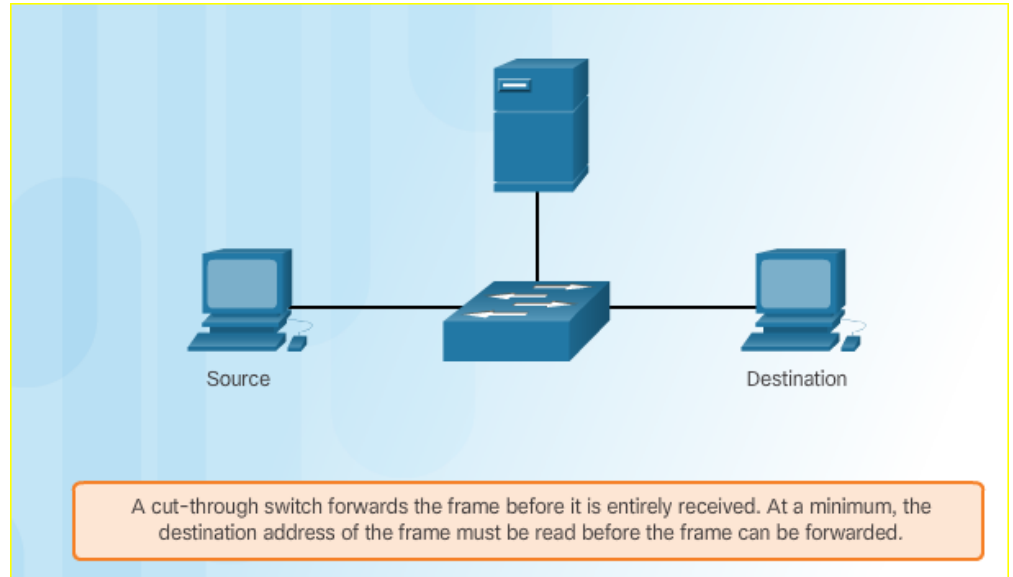 Source
Destination
A cut-through switch forwards the frame before it is entirely received. At a minimum, the
destination address of the frame must be read before the frame can be forwarded.